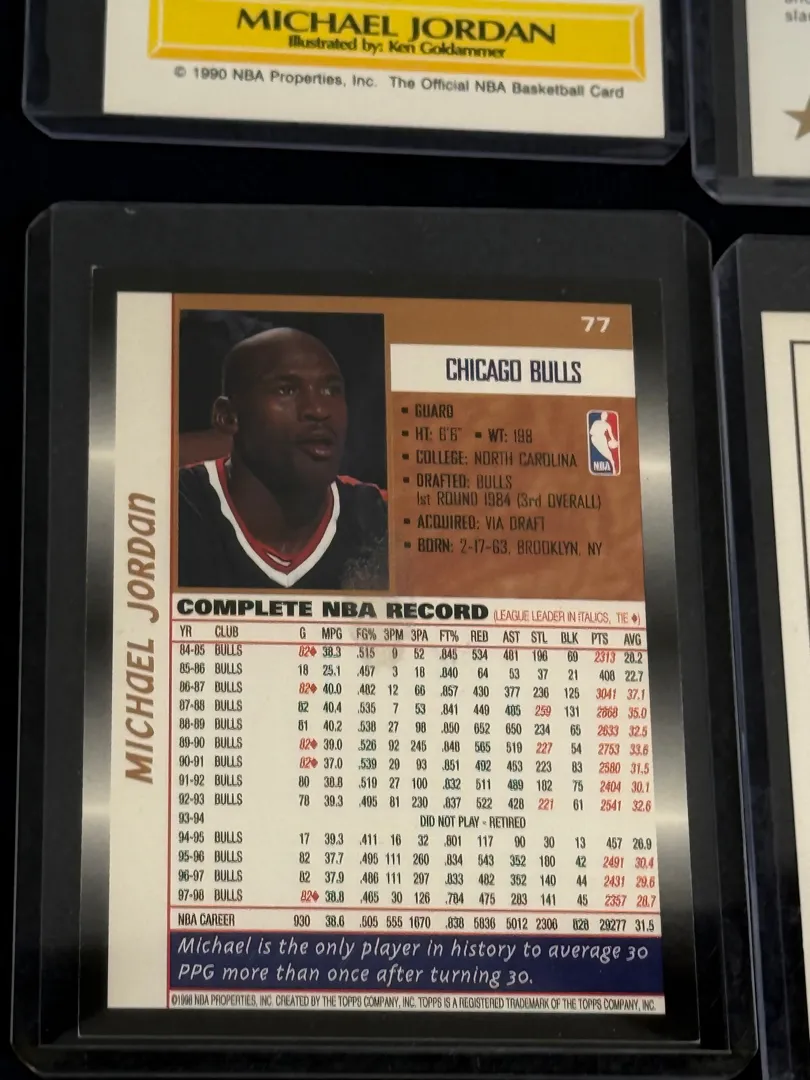 MICHAEL JORDAN
Illustrated by: Ken Goldammer
© 1990 NBA Properties, Inc. The Official NBA Basketball Card
77
CHICAGO BULLS
▪ GUARD
▪ HT: 6'6" ▪ WT: 198
▪ COLLEGE: NORTH CAROLINA
▪ DRAFTED: BULLS
1st ROUND 1984 (3rd OVERALL)
▪ ACQUIRED: VIA DRAFT
▪ BORN: 2-17-63, BROOKLYN, NY
NBA
MICHAEL JORDAN
COMPLETE NBA RECORD (LEAGUE LEADER IN ITALICS, TIE ♦)
YR CLUB G MPG FG% 3PM 3PA FT% REB AST STL BLK PTS AVG
84-85 BULLS 82♦ 38.3 .515 9 52 .845 534 481 196 69 2313 28.2
85-86 BULLS 18 25.1 .457 3 18 .840 64 53 37 21 408 22.7
86-87 BULLS 82♦ 40.0 .482 12 66 .857 430 377 236 125 3041 37.1
87-88 BULLS 82 40.4 .535 7 53 .841 449 485 259 131 2868 35.0
88-89 BULLS 81 40.2 .538 27 98 .850 652 650 234 65 2633 32.5
89-90 BULLS 82♦ 39.0 .526 92 245 .848 565 519 227 54 2753 33.6
90-91 BULLS 82♦ 37.0 .539 29 93 .851 492 453 223 83 2580 31.5
91-92 BULLS 80 38.8 .519 27 100 .832 511 489 182 75 2404 30.1
92-93 BULLS 78 39.3 .495 81 230 .837 522 428 221 61 2541 32.6
93-94 DID NOT PLAY - RETIRED
94-95 BULLS 17 39.3 .411 16 32 .801 117 90 30 13 457 26.9
95-96 BULLS 82 37.7 .495 111 260 .834 543 352 180 42 2491 30.4
96-97 BULLS 82 37.9 .486 111 297 .833 482 352 140 44 2431 29.6
97-98 BULLS 82♦ 38.8 .465 30 126 .784 475 283 141 45 2357 28.7
NBA CAREER 930 38.6 .505 555 1670 .838 5836 5012 2306 828 29277 31.5
Michael is the only player in history to average 30
PPG more than once after turning 30.
©1998 NBA PROPERTIES, INC. CREATED BY THE TOPPS COMPANY, INC. TOPPS IS A REGISTERED TRADEMARK OF THE TOPPS COMPANY, INC.